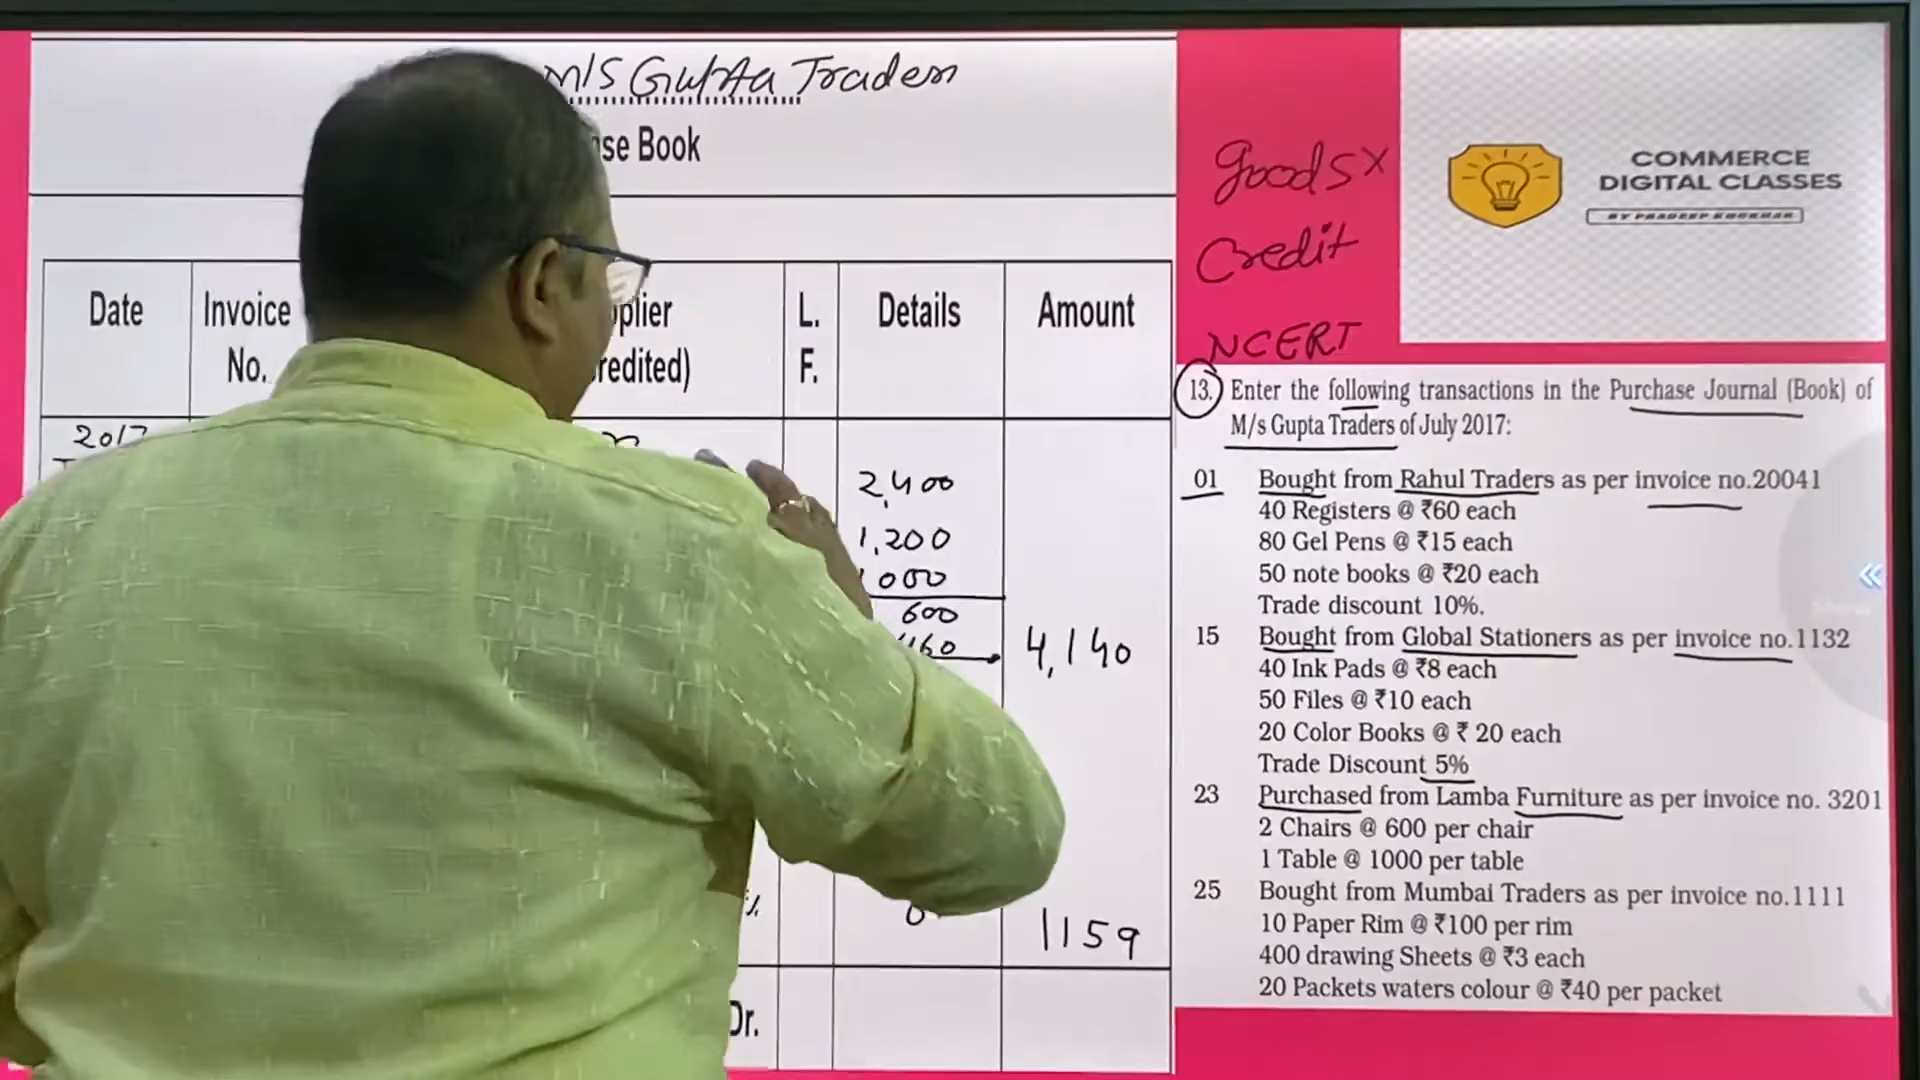 M/S Gupta Traders
se Book
Date
Invoice No.
plier
redited)
L. F.
Details
Amount
2017
2,400
1,200
000
600
460
4,140
1159
Dr.
Goods x
Credit
NCERT
COMMERCE
DIGITAL CLASSES
BY PRADEEP KHOKHAR
13. Enter the following transactions in the Purchase Journal (Book) of
M/s Gupta Traders of July 2017:
01 Bought from Rahul Traders as per invoice no.20041
40 Registers @ ₹60 each
80 Gel Pens @ ₹15 each
50 note books @ ₹20 each
Trade discount 10%.
15 Bought from Global Stationers as per invoice no.1132
40 Ink Pads @ ₹8 each
50 Files @ ₹10 each
20 Color Books @ ₹ 20 each
Trade Discount 5%
23 Purchased from Lamba Furniture as per invoice no. 3201
2 Chairs @ 600 per chair
1 Table @ 1000 per table
25 Bought from Mumbai Traders as per invoice no.1111
10 Paper Rim @ ₹100 per rim
400 drawing Sheets @ ₹3 each
20 Packets waters colour @ ₹40 per packet